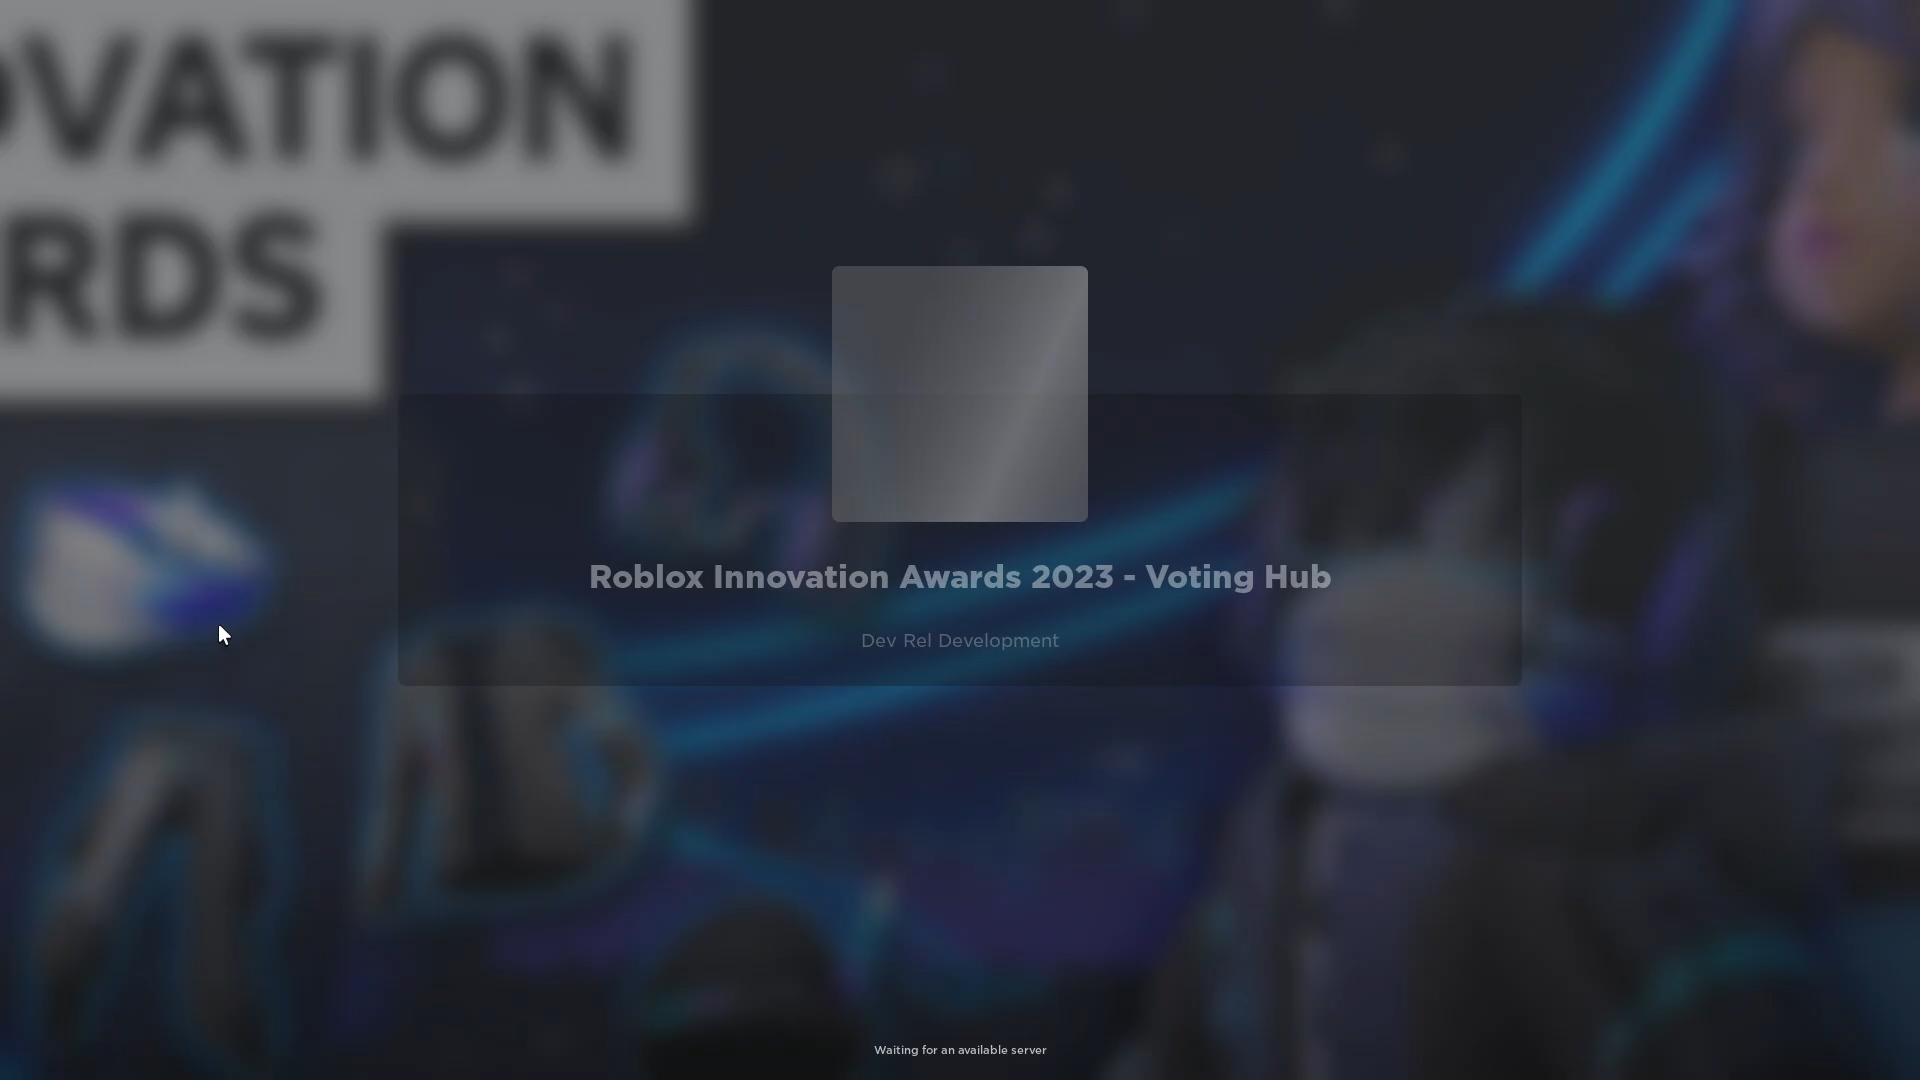 OVATION
RDS
Roblox Innovation Awards 2023 - Voting Hub
Dev Rel Development
Waiting for an available server